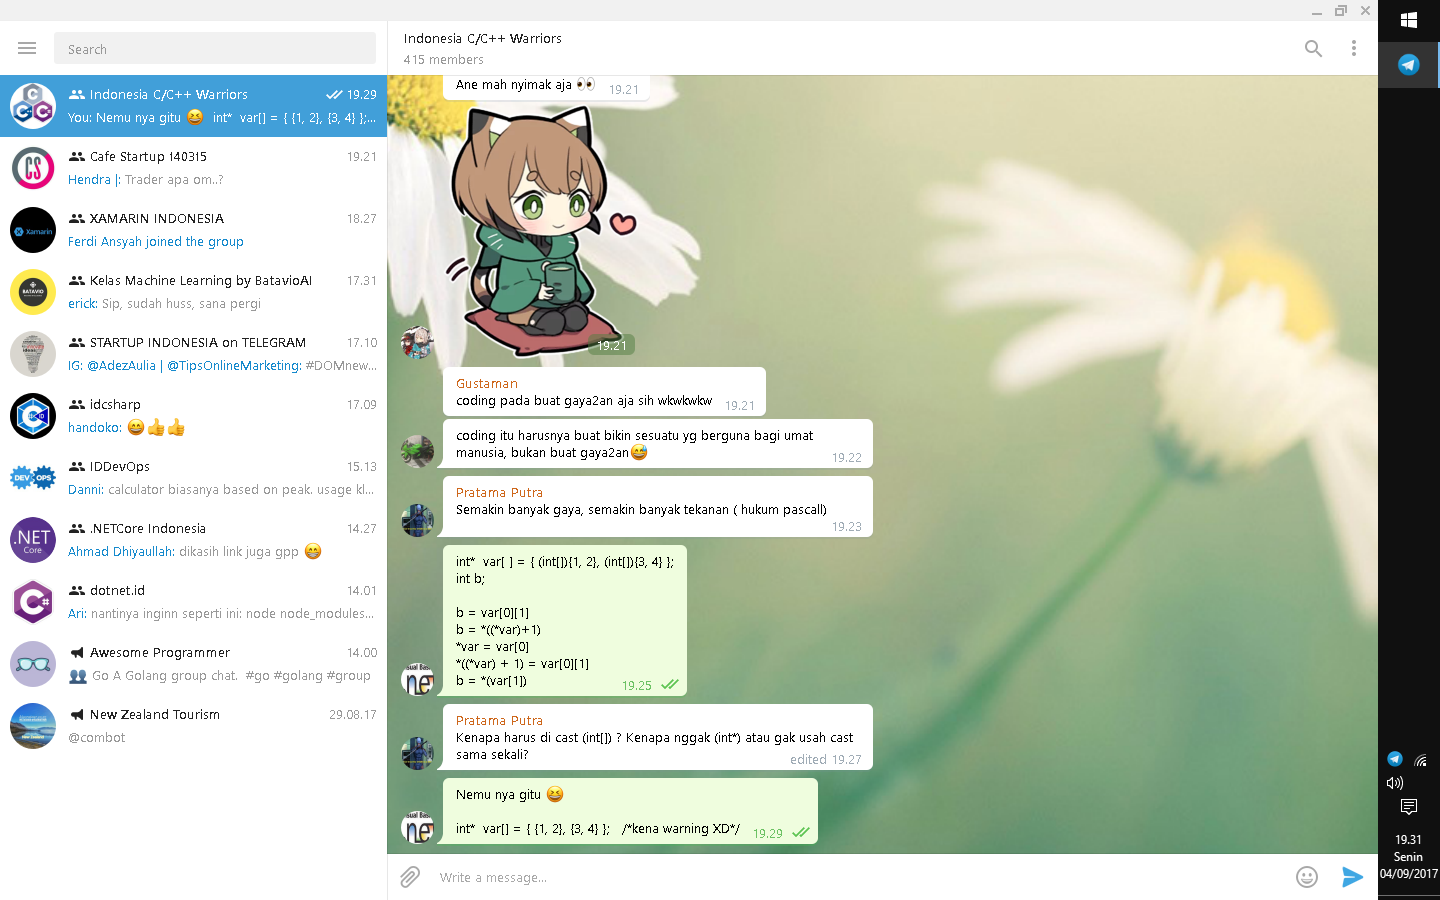 Search
Indonesia C/C++ Warriors
19.29
You: Nemu nya gitu 😆 int* var[] = { {1, 2}, {3, 4} };...
Cafe Startup 140315
19.21
Hendra |: Trader apa om..?
XAMARIN INDONESIA
18.27
Ferdi Ansyah joined the group
Kelas Machine Learning by BatavioAI
17.31
erick: Sip, sudah huss, sana pergi
STARTUP INDONESIA on TELEGRAM
17.10
IG: @AdezAulia | @TipsOnlineMarketing: #DOMnew...
idcsharp
17.09
handoko: 😄👍👍
IDDevOps
15.13
Danni: calculator biasanya based on peak. usage kl...
.NETCore Indonesia
14.27
Ahmad Dhiyaullah: dikasih link juga gpp 😁
dotnet.id
14.01
Ari: nantinya inginn seperti ini: node node_modules...
Awesome Programmer
14.00
👥 Go A Golang group chat. #go #golang #group
New Zealand Tourism
29.08.17
@combot
CS
Xamarin
BATAVIO
DEV OPS
.NET
Core
C#
Indonesia C/C++ Warriors
415 members
Ane mah nyimak aja 👀
19.21
19.21
Gustaman
coding pada buat gaya2an aja sih wkwkwkw
19.21
coding itu harusnya buat bikin sesuatu yg berguna bagi umat
manusia, bukan buat gaya2an😅
19.22
Pratama Putra
Semakin banyak gaya, semakin banyak tekanan ( hukum pascall)
19.23
int* var[ ] = { (int[]){1, 2}, (int[]){3, 4} };
int b;
b = var[0][1]
b = *((*var)+1)
*var = var[0]
*((*var) + 1) = var[0][1]
b = *(var[1])
19.25
Pratama Putra
Kenapa harus di cast (int[]) ? Kenapa nggak (int*) atau gak usah cast
sama sekali?
edited 19.27
Nemu nya gitu 😆
int* var[] = { {1, 2}, {3, 4} }; /*kena warning XD*/
19.29
Write a message...
19.31
Senin
04/09/2017